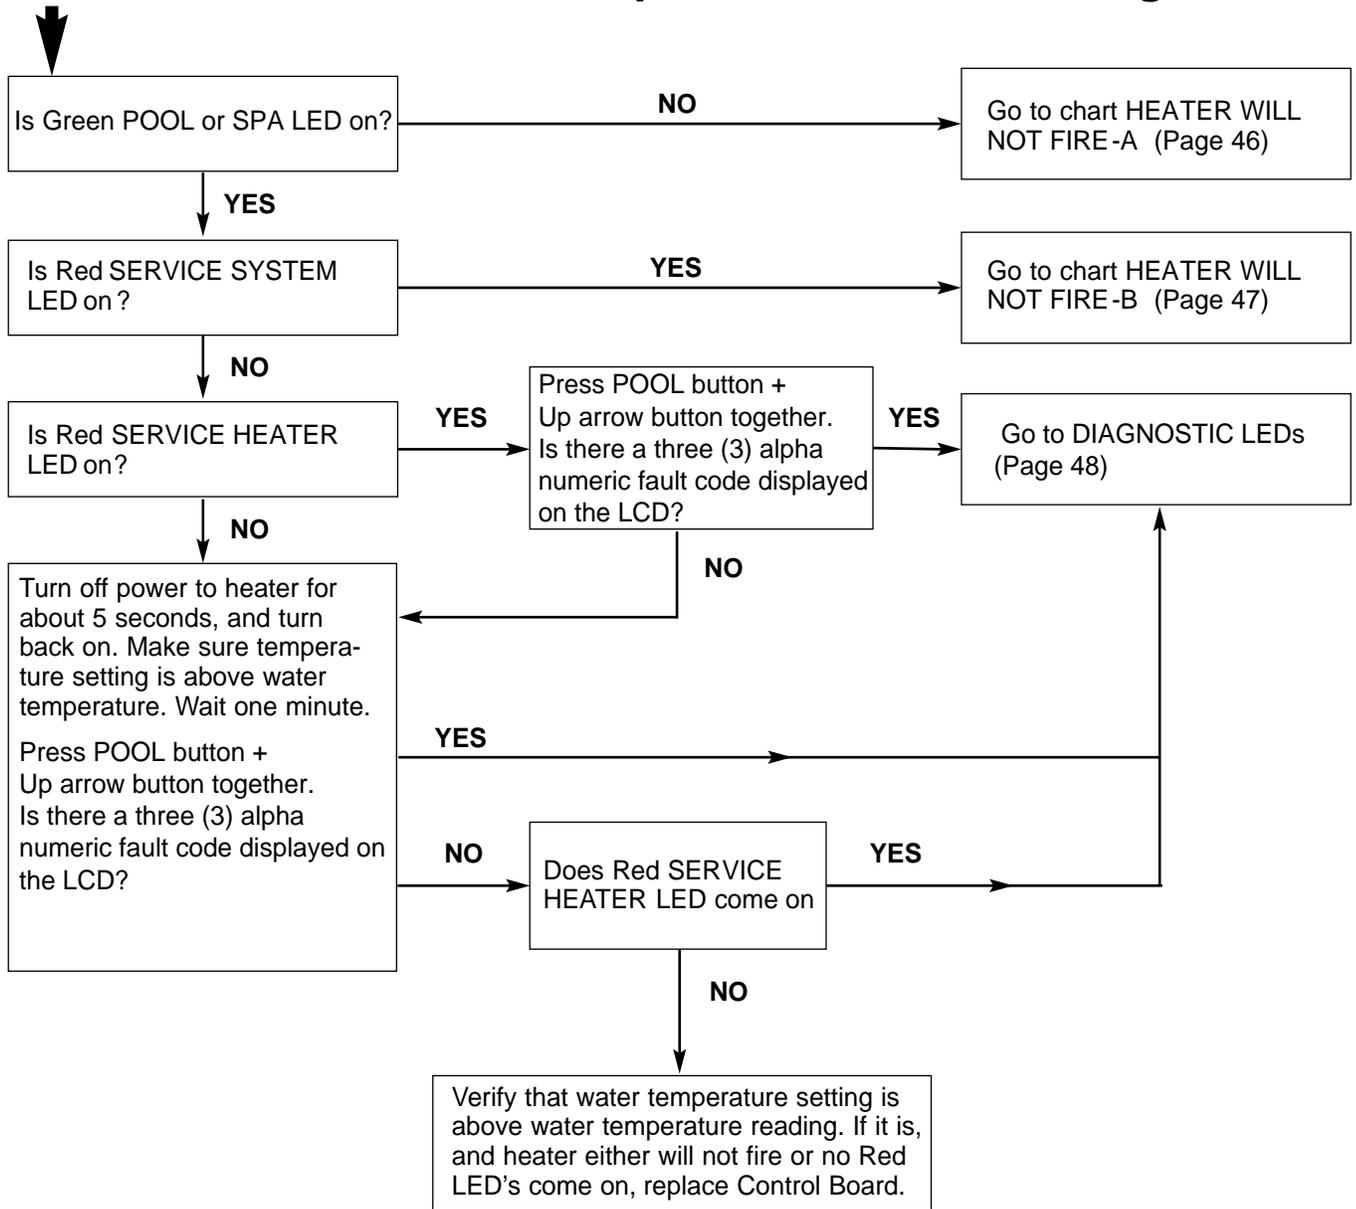 Is Green POOL or SPA LED on?
NO
Go to chart HEATER WILL
NOT FIRE-A (Page 46)
YES
Is Red SERVICE SYSTEM
LED on?
YES
Go to chart HEATER WILL
NOT FIRE-B (Page 47)
NO
Is Red SERVICE HEATER
LED on?
YES
Press POOL button +
Up arrow button together.
Is there a three (3) alpha
numeric fault code displayed
on the LCD?
YES
Go to DIAGNOSTIC LEDs
(Page 48)
NO
NO
Turn off power to heater for
about 5 seconds, and turn
back on. Make sure tempera-
ture setting is above water
temperature. Wait one minute.
Press POOL button +
Up arrow button together.
Is there a three (3) alpha
numeric fault code displayed on
the LCD?
YES
NO
Does Red SERVICE
HEATER LED come on
YES
NO
Verify that water temperature setting is
above water temperature reading. If it is,
and heater either will not fire or no Red
LED's come on, replace Control Board.